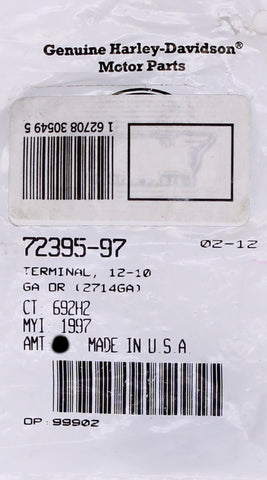 Genuine Harley-Davidson®
Motor Parts
1 62708 30549 5
72395-97 02-12
TERMINAL, 12-10
GA OR (2714GA)
CT: 692H2
MYI: 1997
AMT MADE IN U.S.A.
OP: 99902